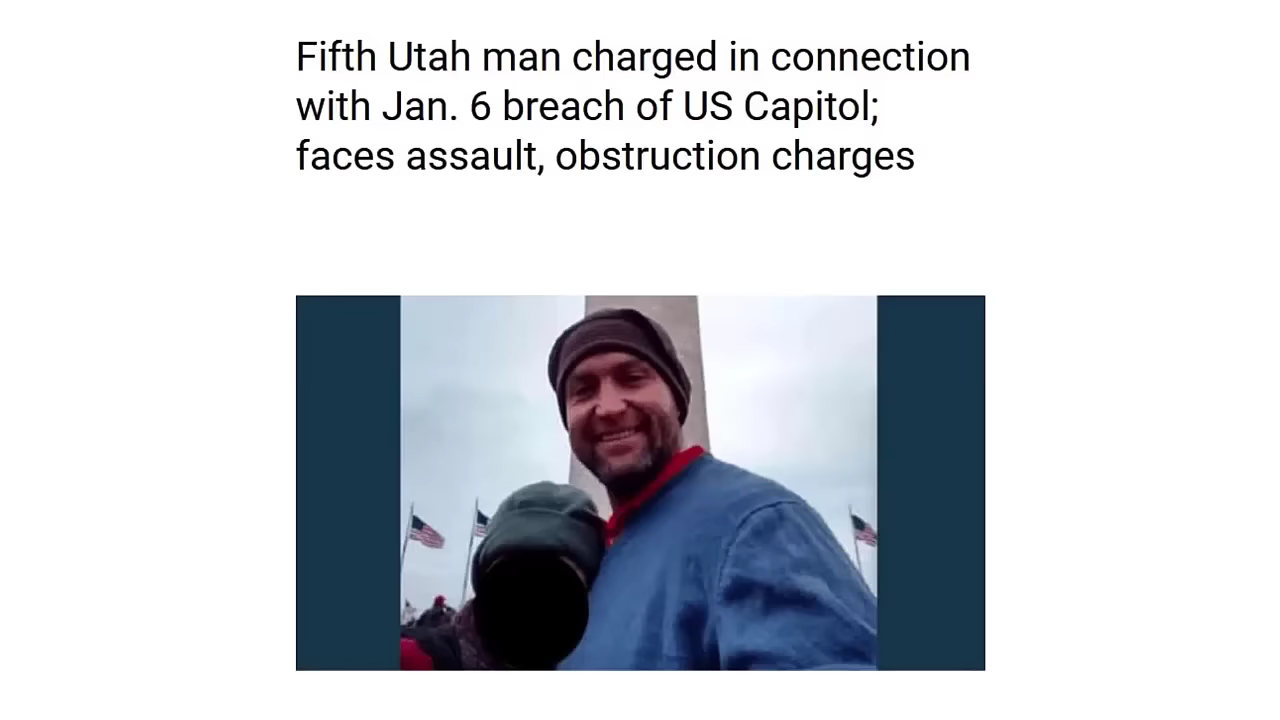 Fifth Utah man charged in connection
with Jan. 6 breach of US Capitol;
faces assault, obstruction charges